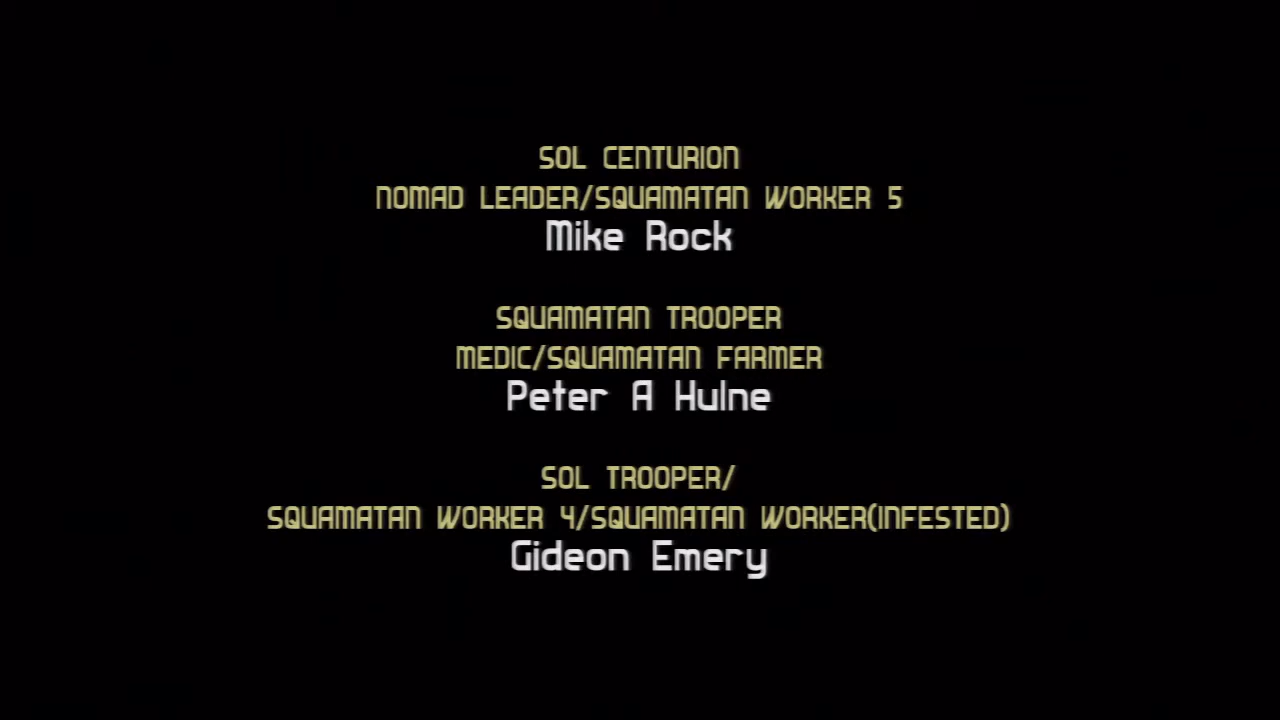 SOL CENTURION
NOMAD LEADER/SQUAMATAN WORKER 5
Mike Rock
SQUAMATAN TROOPER
MEDIC/SQUAMATAN FARMER
Peter A Hulne
SOL TROOPER/
SQUAMATAN WORKER 4/SQUAMATAN WORKER(INFESTED)
Gideon Emery